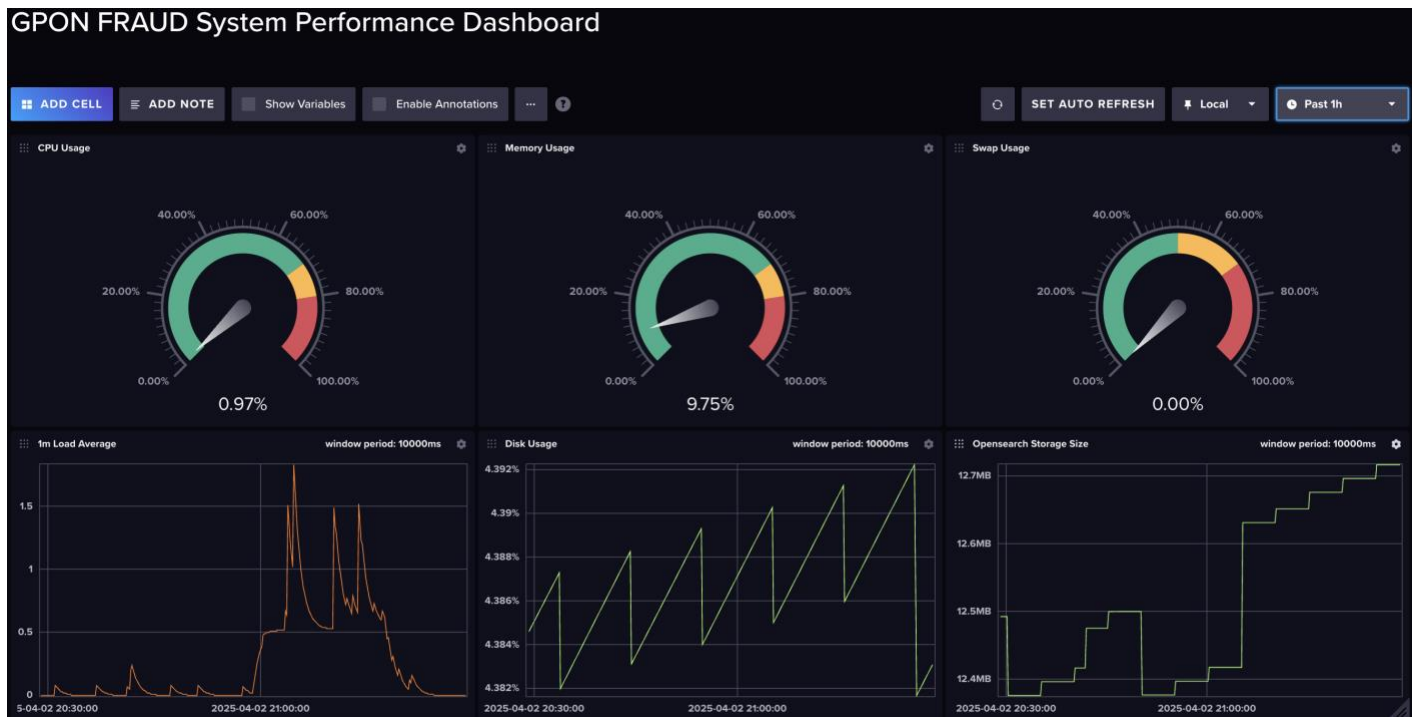 GPON FRAUD System Performance Dashboard
ADD CELL ADD NOTE Show Variables Enable Annotations ... ? SET AUTO REFRESH Local Past 1h
CPU Usage
40.00% 60.00%
20.00% 80.00%
0.00% 100.00%
0.97%
Memory Usage
40.00% 60.00%
20.00% 80.00%
0.00% 100.00%
9.75%
Swap Usage
40.00% 60.00%
20.00% 80.00%
0.00% 100.00%
0.00%
1m Load Average window period: 10000ms
1.5
1
0.5
0
5-04-02 20:30:00 2025-04-02 21:00:00
Disk Usage window period: 10000ms
4.392%
4.39%
4.388%
4.386%
4.384%
4.382%
2025-04-02 20:30:00 2025-04-02 21:00:00
Opensearch Storage Size window period: 10000ms
12.7MB
12.6MB
12.5MB
12.4MB
2025-04-02 20:30:00 2025-04-02 21:00:00